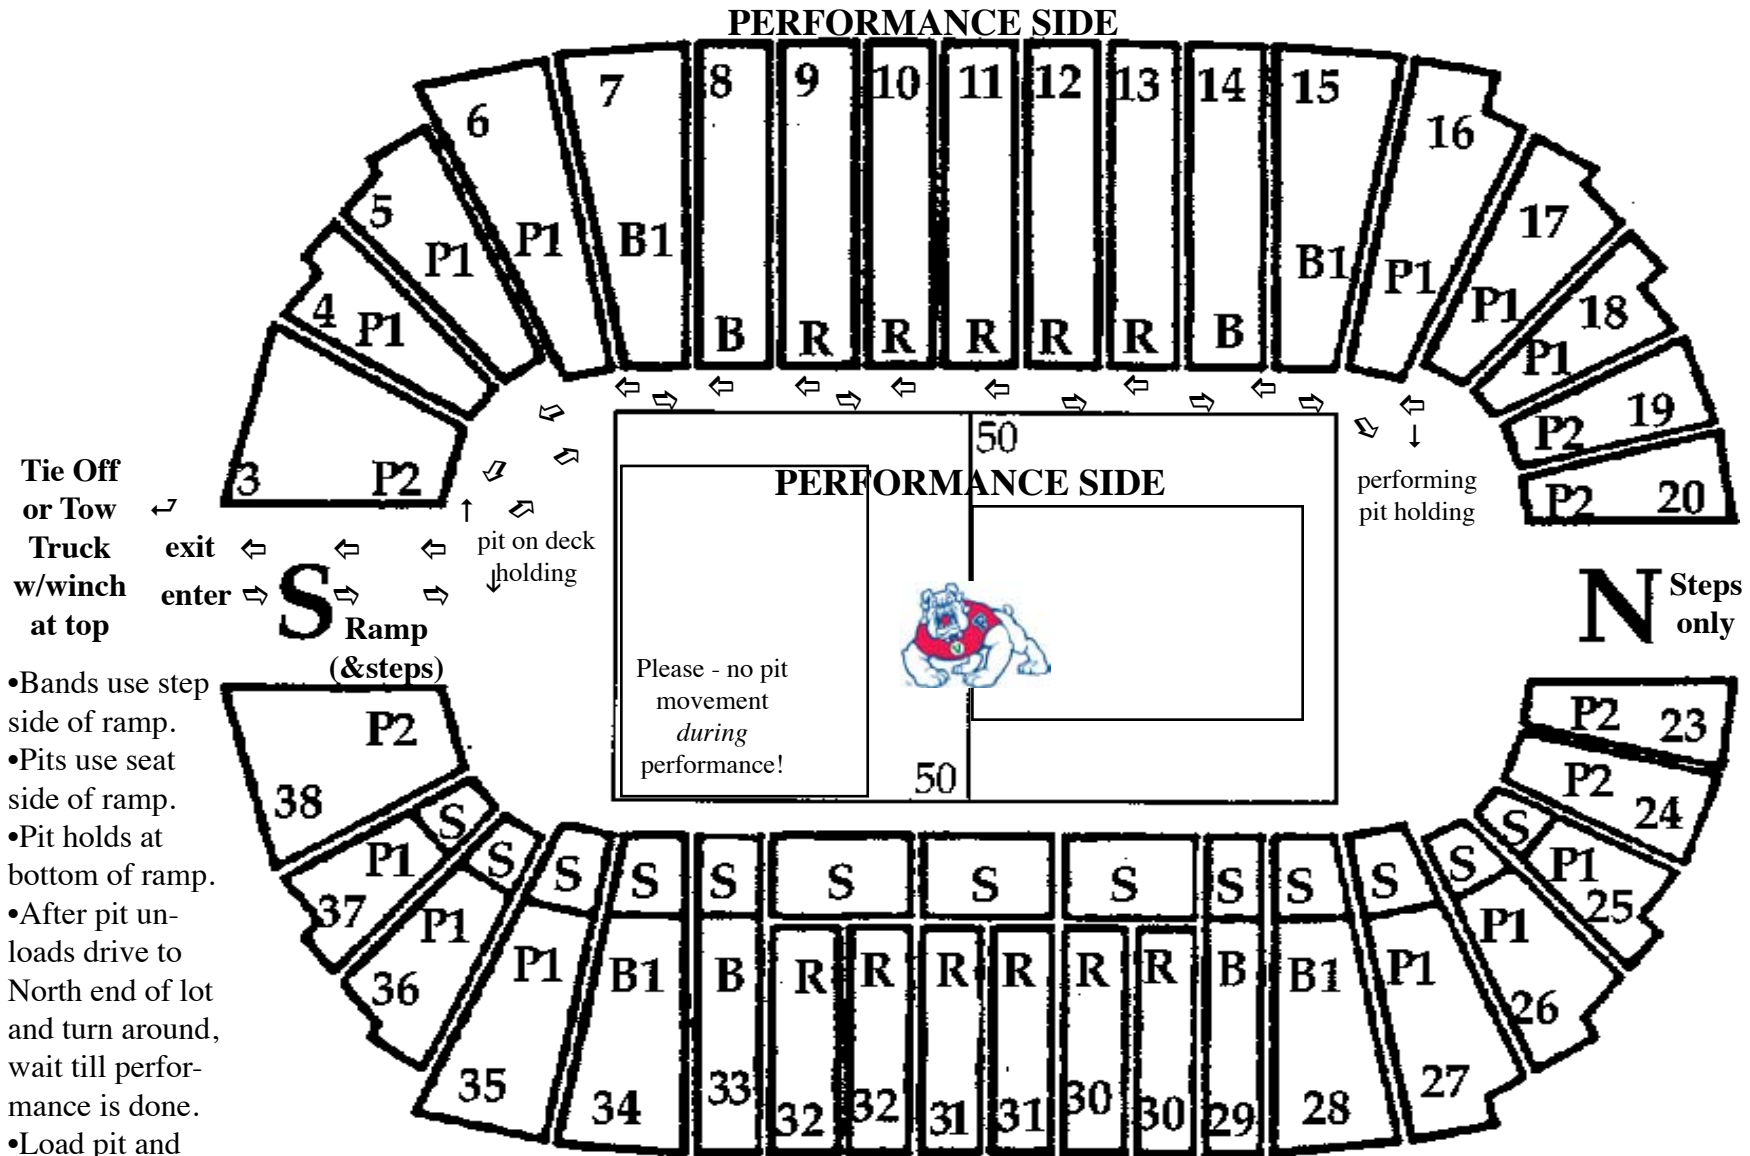 PERFORMANCE SIDE
3
P2
4
P1
5
P1
6
P1
7
B1
8
B
9
R
10
R
11
R
12
R
13
R
14
B
15
B1
16
P1
17
P1
18
P1
19
P2
20
P2
50
PERFORMANCE SIDE
performing
pit holding
Tie Off
or Tow
Truck
w/winch
at top
exit
enter
S
Ramp
(&steps)
pit on deck
holding
N
Steps
only
Please - no pit
movement
during
performance!
50
V
•Bands use step
side of ramp.
•Pits use seat
side of ramp.
•Pit holds at
bottom of ramp.
•After pit un-
loads drive to
North end of lot
and turn around,
wait till perfor-
mance is done.
•Load pit and
P2
38
S
P1
37
S
P1
36
S
P1
35
S
B1
34
S
B
33
S
R
32
R
32
S
R
31
R
31
S
R
30
R
30
S
B
29
S
B1
28
S
P1
27
S
P1
26
S
P1
25
P2
24
P2
23